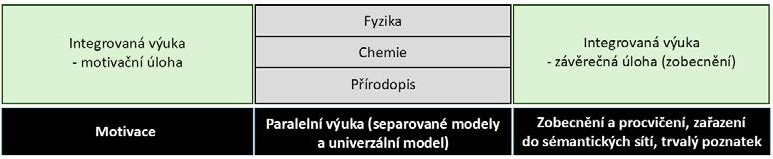 Integrovaná výuka
- motivační úloha
Fyzika
Chemie
Přírodopis
Integrovaná výuka
- závěrečná úloha (zobecnění)
Motivace
Paralelní výuka (separované modely
a univerzální model)
Zobecnění a procvičení, zařazení
do sémantických sítí, trvalý poznatek